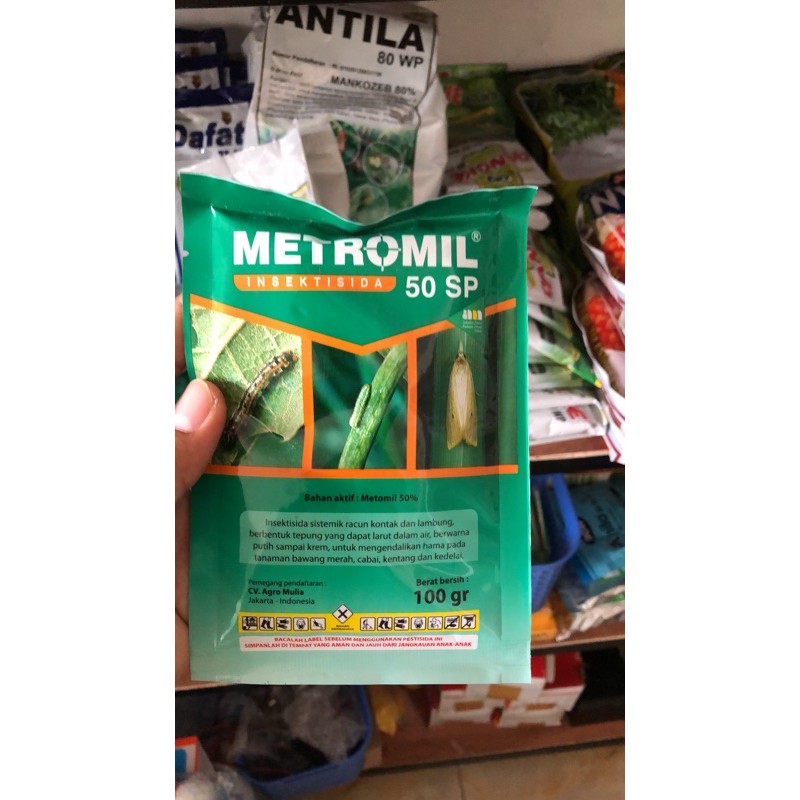 ANTILA
80 WP
MANKOZEB 80%
Dafat
METROMIL®
INSEKTISIDA
50 SP
am
Bahan aktif : Metomil 50%
Insektisida sistemik racun kontak dan lambung,
berbentuk tepung yang dapat larut dalam air, berwarna
putih sampai krem, untuk mengendalikan hama pada
tanaman bawang merah, cabai, kentang dan kedelai.
Pemegang pendaftaran :
CV. Agro Mulia
Jakarta - Indonesia
Berat bersih :
100 gr
BACALAH LABEL SEBELUM MENGGUNAKAN PESTISIDA INI
SIMPANLAH DI TEMPAT YANG AMAN DAN JAUH DARI JANGKAUAN ANAK-ANAK